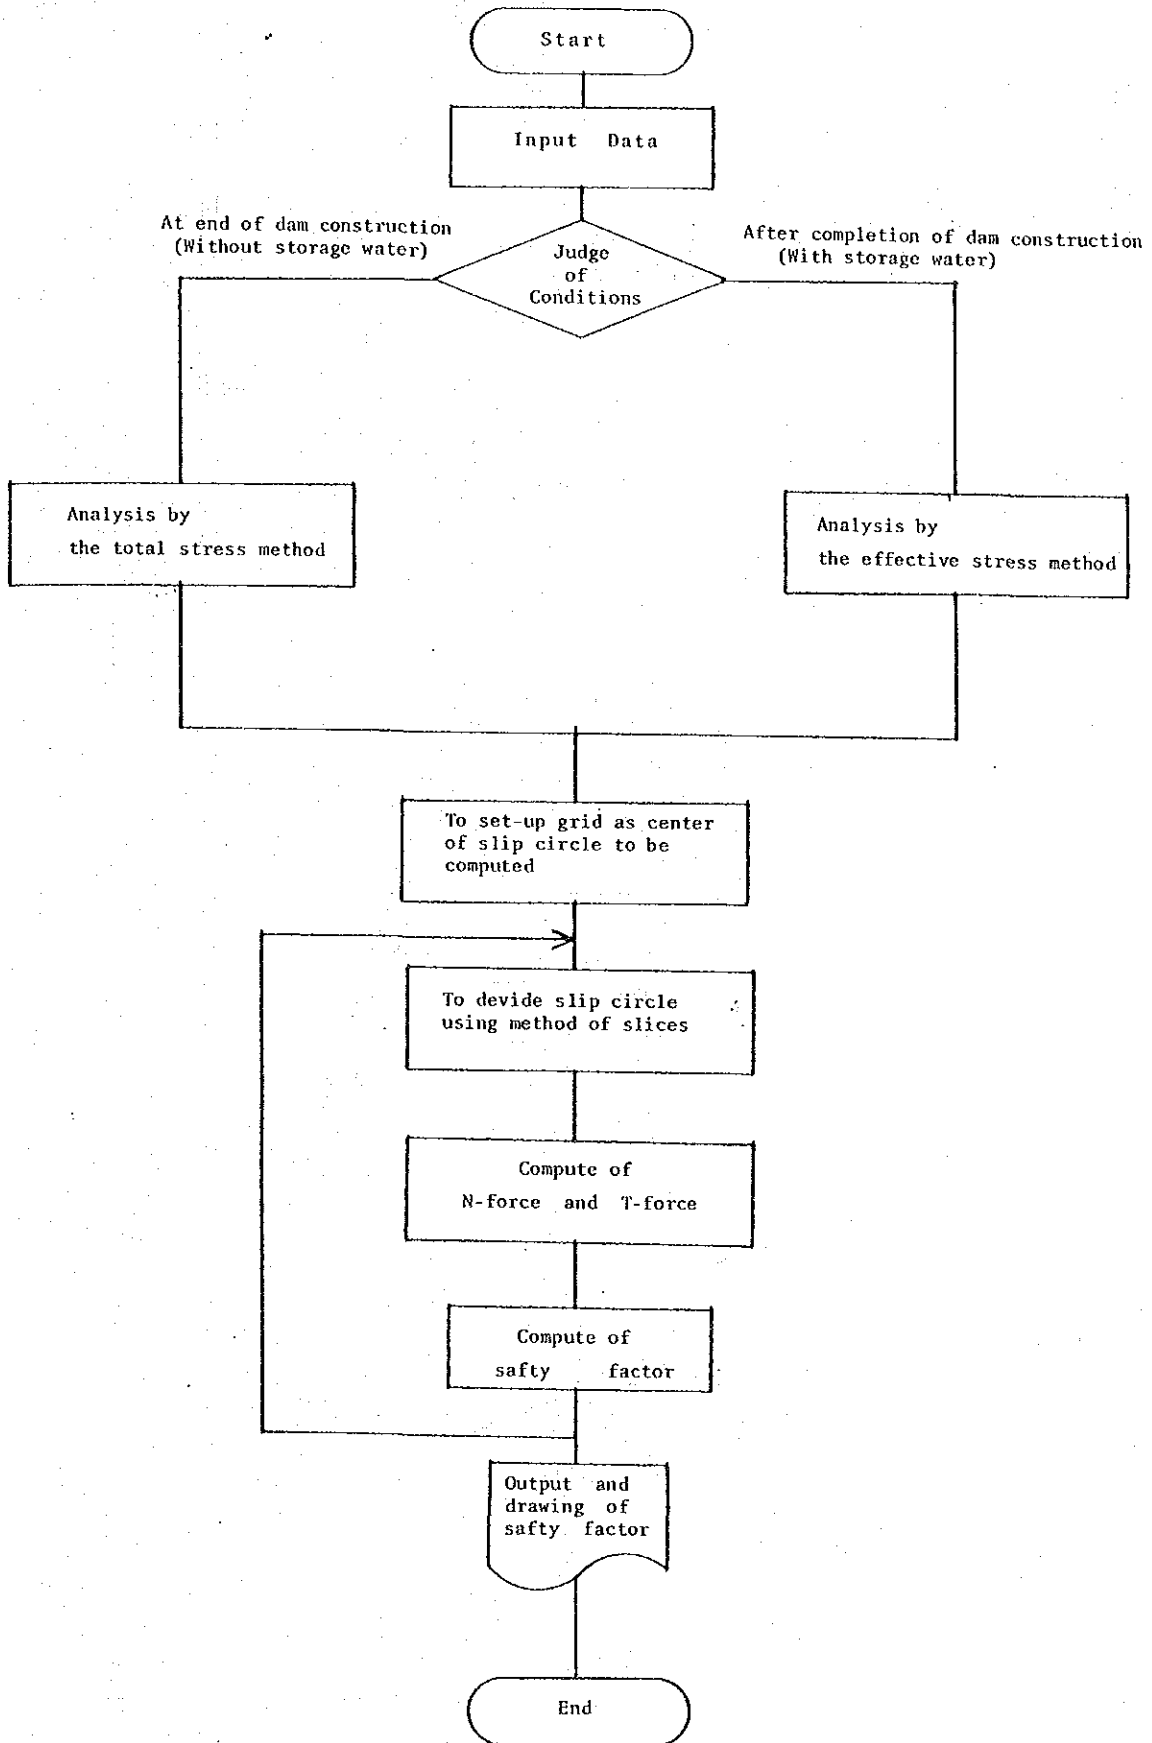 Start
Input Data
At end of dam construction
(Without storage water)
Judge
of
Conditions
After completion of dam construction
(With storage water)
Analysis by
the total stress method
Analysis by
the effective stress method
To set-up grid as center
of slip circle to be
computed
To devide slip circle
using method of slices
Compute of
N-force and T-force
Compute of
safty factor
Output and
drawing of
safty factor
End